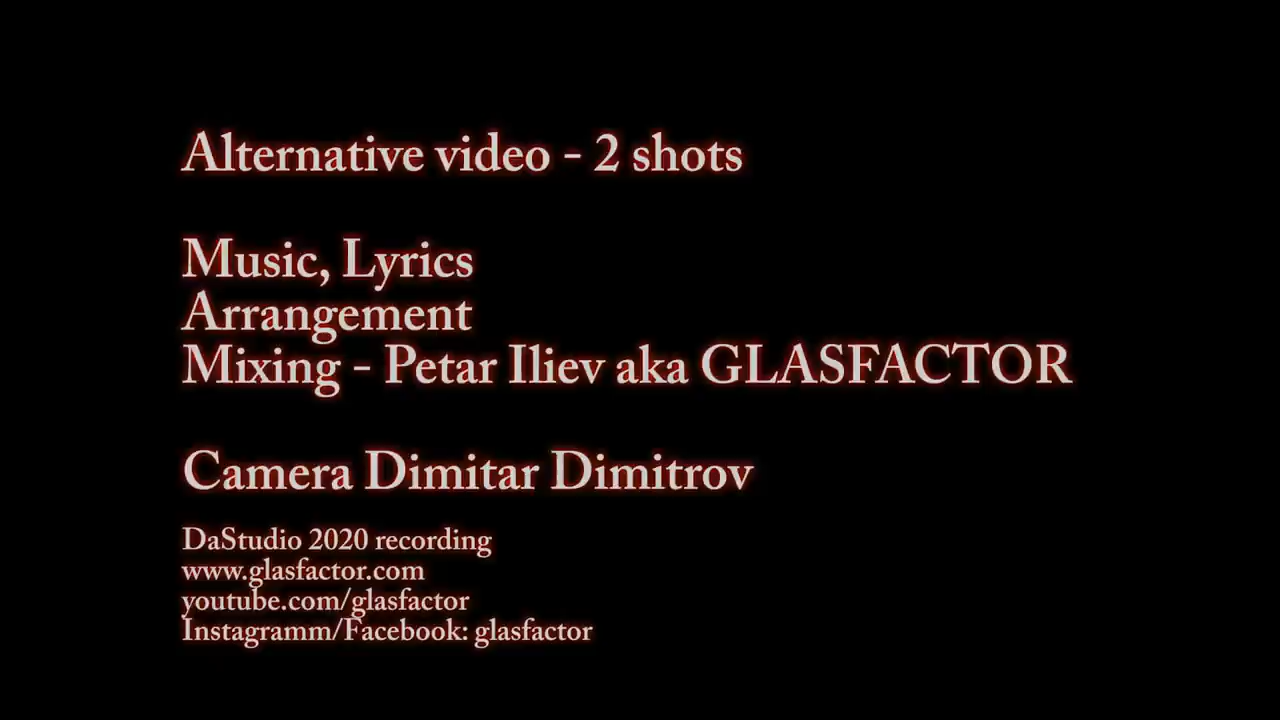 Alternative video - 2 shots
Music, Lyrics
Arrangement
Mixing - Petar Iliev aka GLASFACTOR
Camera Dimitar Dimitrov
DaStudio 2020 recording
www.glasfactor.com
youtube.com/glasfactor
Instagramm/Facebook: glasfactor